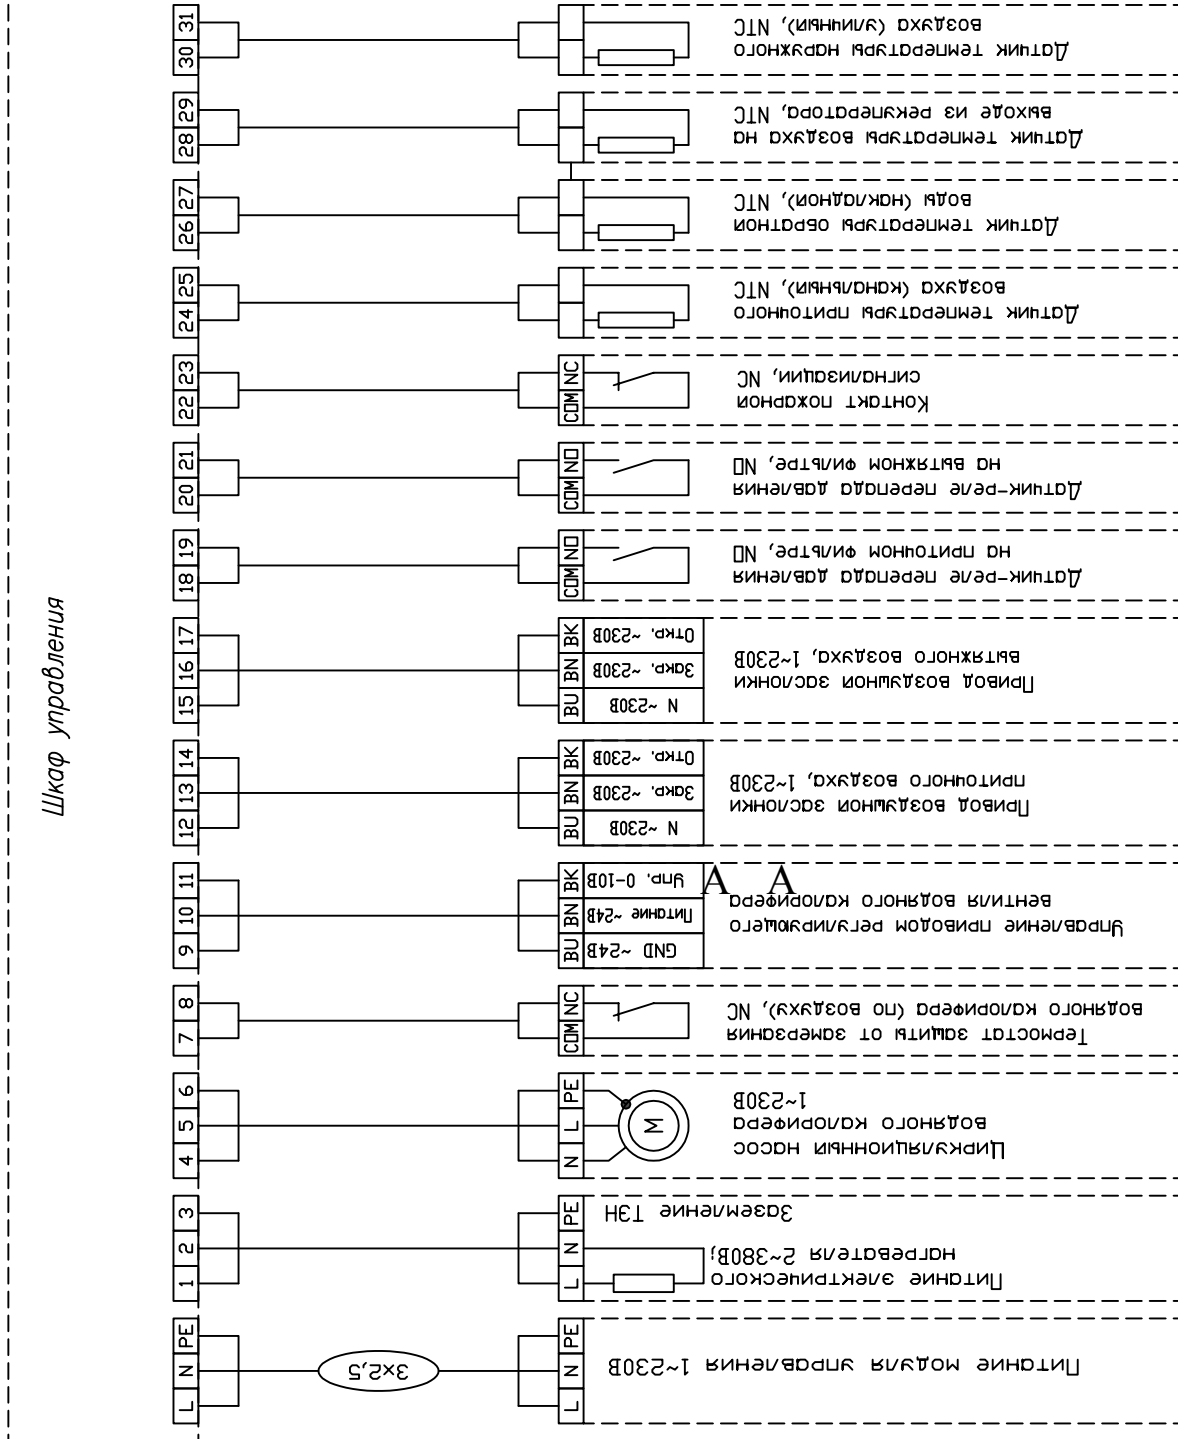 Шкаф управления
31
30
Датчик температуры наружного
воздуха (уличный), NTC
29
28
Датчик температуры воздуха на
выходе из рекуператора, NTC
27
26
Датчик температуры обратной
воды (накладной), NTC
25
24
Датчик температуры приточного
воздуха (канальный), NTC
23
22
NC
COM
Контакт пожарной
сигнализации, NC
21
20
NO
COM
Датчик-реле перепада давления
на вытяжном фильтре, NO
19
18
NO
COM
Датчик-реле перепада давления
на приточном фильтре, NO
17
16
15
BK Откр. ~230В
BN Закр. ~230В
BU N ~230В
Привод воздушной заслонки
вытяжного воздуха, 1~230В
14
13
12
BK Откр. ~230В
BN Закр. ~230В
BU N ~230В
Привод воздушной заслонки
приточного воздуха, 1~230В
11
10
9
BK Упр. 0-10В
BN Питание ~24В
BU GND ~24В
A A
Управление приводом регулирующего
вентиля водяного калорифера
8
7
NC
COM
Термостат защиты от замерзания
водяного калорифера (по воздуху), NC
6
5
4
PE
L
N
M
Циркуляционный насос
водяного калорифера
1~230В
3
2
1
PE
N
L
Питание электрического
нагревателя 2~380В;
Заземление ТЭН
PE
N
L
3x2,5
PE
N
L
Питание модуля управления 1~230В